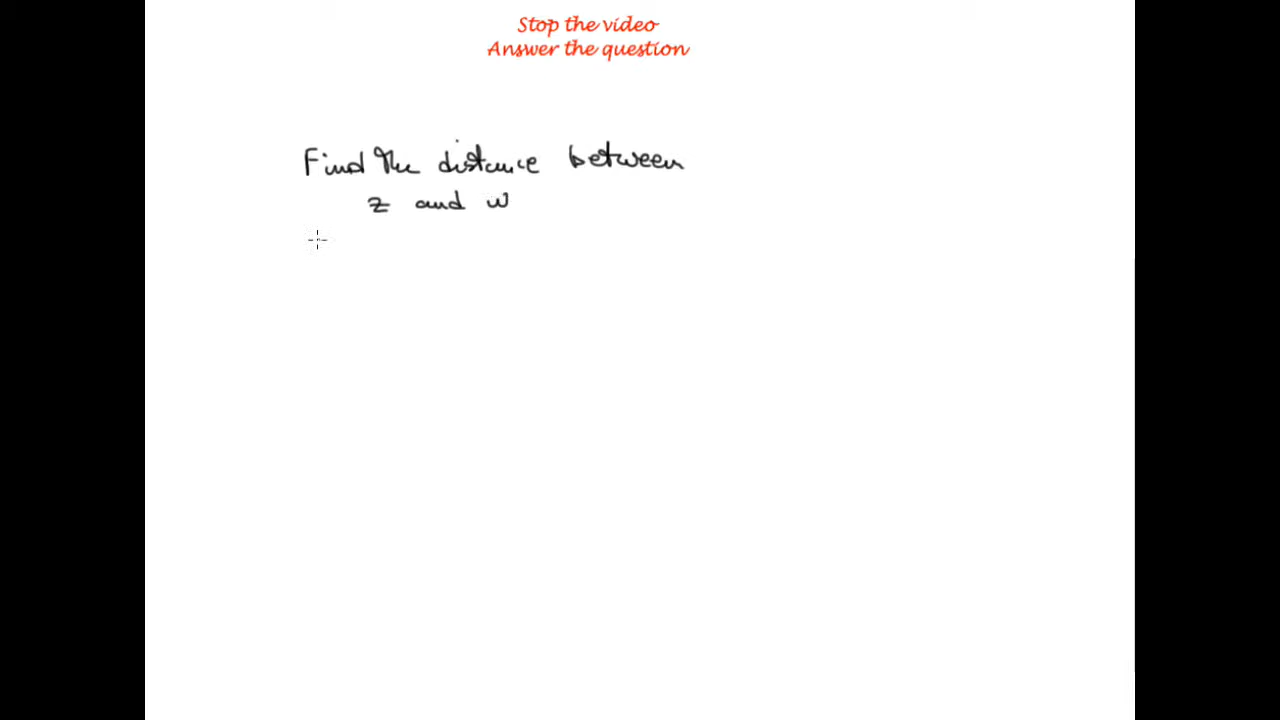 Stop the video
Answer the question
Find the distance between
z and w